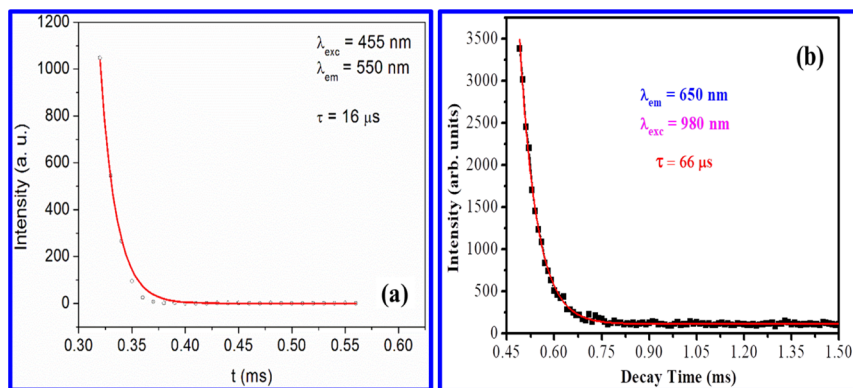 1200
1000
800
600
400
200
0
Intensity (a. u.)
λexc = 455 nm
λem = 550 nm
τ = 16 μs
(a)
0.30 0.35 0.40 0.45 0.50 0.55 0.60
t (ms)
(b)
3500
3000
2500
2000
1500
1000
500
0
Intensity (arb. units)
λem = 650 nm
λexc = 980 nm
τ = 66 μs
0.45 0.60 0.75 0.90 1.05 1.20 1.35 1.50
Decay Time (ms)